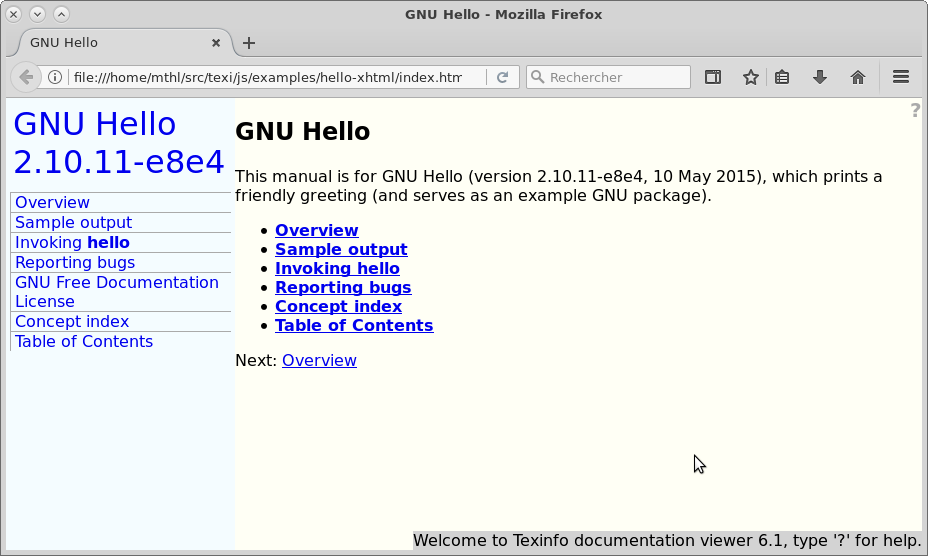 GNU Hello - Mozilla Firefox
GNU Hello
file:///home/mthl/src/texi/js/examples/hello-xhtml/index.htm
Rechercher
?
GNU Hello
2.10.11-e8e4
Overview
Sample output
Invoking hello
Reporting bugs
GNU Free Documentation
License
Concept index
Table of Contents
GNU Hello
This manual is for GNU Hello (version 2.10.11-e8e4, 10 May 2015), which prints a
friendly greeting (and serves as an example GNU package).
• Overview
• Sample output
• Invoking hello
• Reporting bugs
• Concept index
• Table of Contents
Next: Overview
Welcome to Texinfo documentation viewer 6.1, type '?' for help.